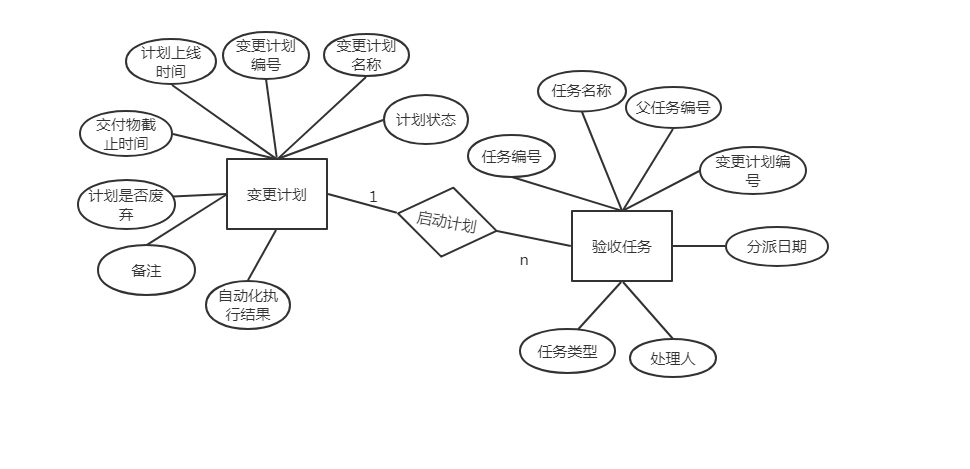 计划上线
时间
变更计划
编号
变更计划
名称
计划状态
交付物截
止时间
计划是否废
弃
备注
自动化执
行结果
变更计划
1
启动计划
n
任务名称
父任务编号
任务编号
变更计划编
号
验收任务
分派日期
任务类型
处理人